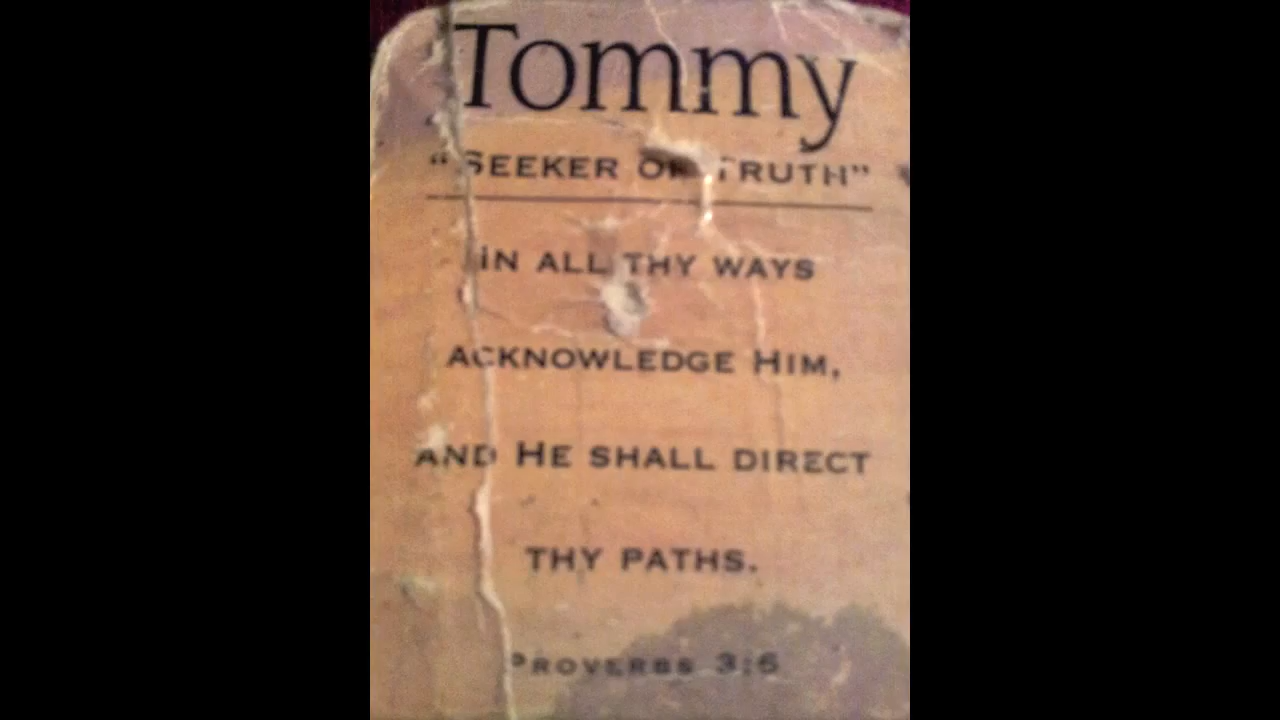 Tommy
“SEEKER OF TRUTH”
IN ALL THY WAYS
ACKNOWLEDGE HIM,
AND HE SHALL DIRECT
THY PATHS.
PROVERBS 3:6